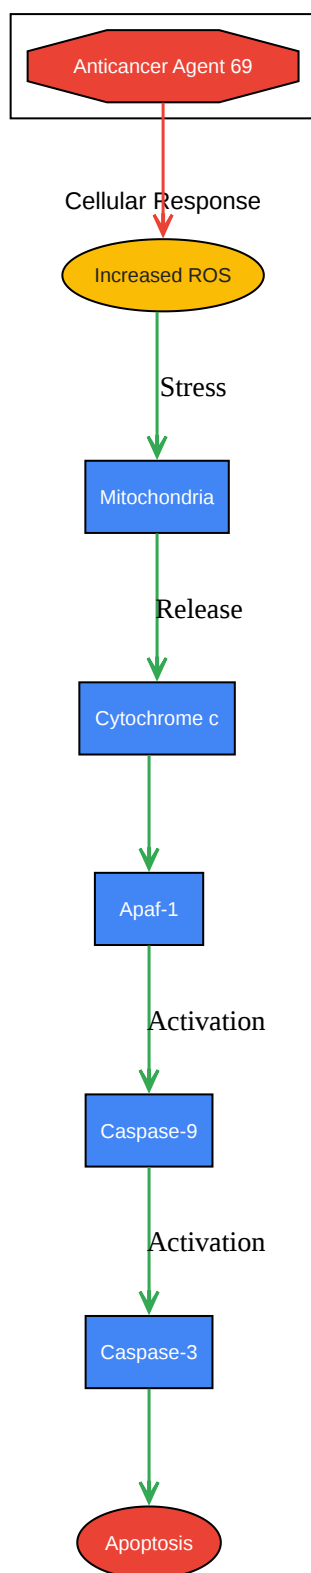 Anticancer Agent 69
Cellular Response
Increased ROS
Stress
Mitochondria
Release
Cytochrome c
Apaf-1
Activation
Caspase-9
Activation
Caspase-3
Apoptosis